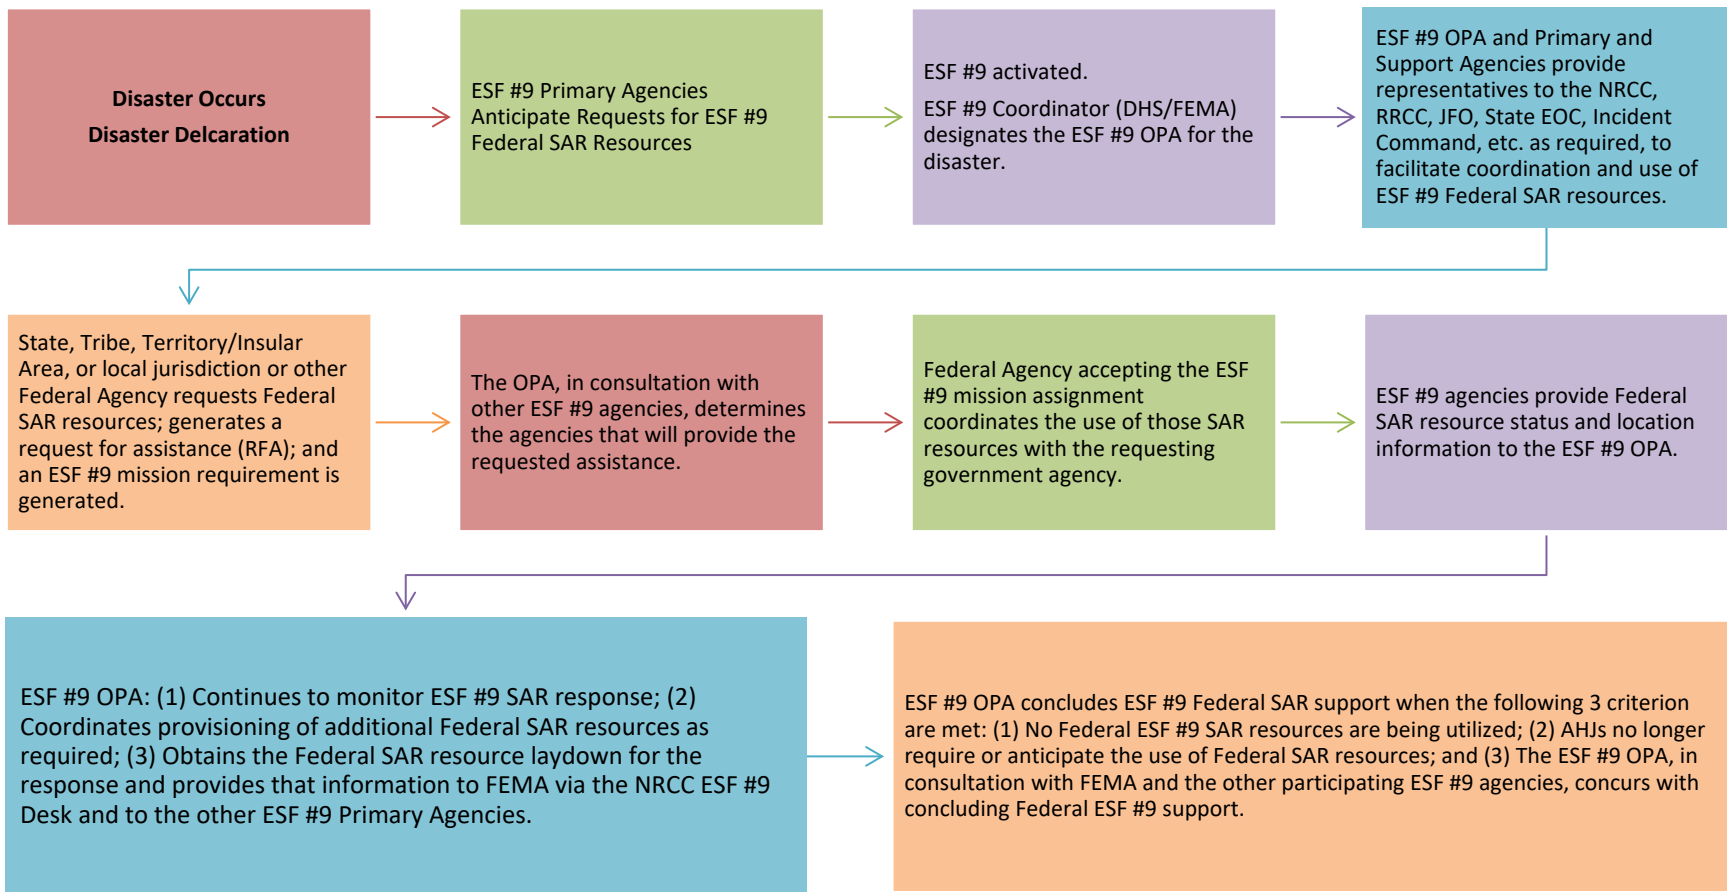 Disaster Occurs
Disaster Delcaration
ESF #9 Primary Agencies
Anticipate Requests for ESF #9
Federal SAR Resources
ESF #9 activated.
ESF #9 Coordinator (DHS/FEMA)
designates the ESF #9 OPA for the
disaster.
ESF #9 OPA and Primary and
Support Agencies provide
representatives to the NRCC,
RRCC, JFO, State EOC, Incident
Command, etc. as required, to
facilitate coordination and use of
ESF #9 Federal SAR resources.
State, Tribe, Territory/Insular
Area, or local jurisdiction or other
Federal Agency requests Federal
SAR resources; generates a
request for assistance (RFA); and
an ESF #9 mission requirement is
generated.
The OPA, in consultation with
other ESF #9 agencies, determines
the agencies that will provide the
requested assistance.
Federal Agency accepting the ESF
#9 mission assignment
coordinates the use of those SAR
resources with the requesting
government agency.
ESF #9 agencies provide Federal
SAR resource status and location
information to the ESF #9 OPA.
ESF #9 OPA: (1) Continues to monitor ESF #9 SAR response; (2)
Coordinates provisioning of additional Federal SAR resources as
required; (3) Obtains the Federal SAR resource laydown for the
response and provides that information to FEMA via the NRCC ESF #9
Desk and to the other ESF #9 Primary Agencies.
ESF #9 OPA concludes ESF #9 Federal SAR support when the following 3 criterion
are met: (1) No Federal ESF #9 SAR resources are being utilized; (2) AHJs no longer
require or anticipate the use of Federal SAR resources; and (3) The ESF #9 OPA, in
consultation with FEMA and the other participating ESF #9 agencies, concurs with
concluding Federal ESF #9 support.